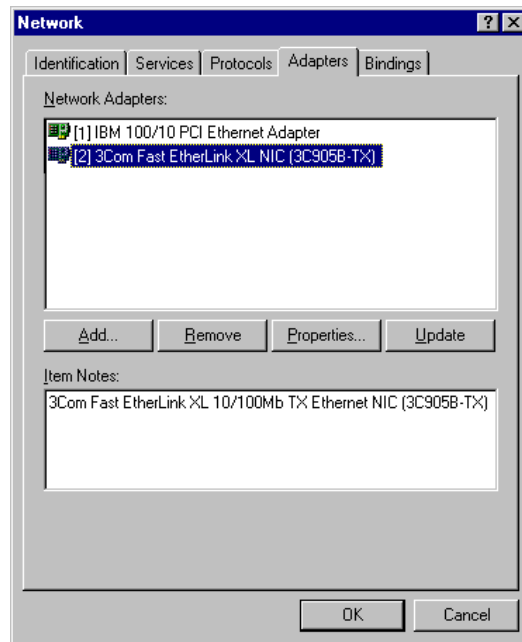 Network
Identification Services Protocols Adapters Bindings
Network Adapters:
[1] IBM 100/10 PCI Ethernet Adapter
[2] 3Com Fast EtherLink XL NIC (3C905B-TX)
Add... Remove Properties... Update
Item Notes:
3Com Fast EtherLink XL 10/100Mb TX Ethernet NIC (3C905B-TX)
OK Cancel